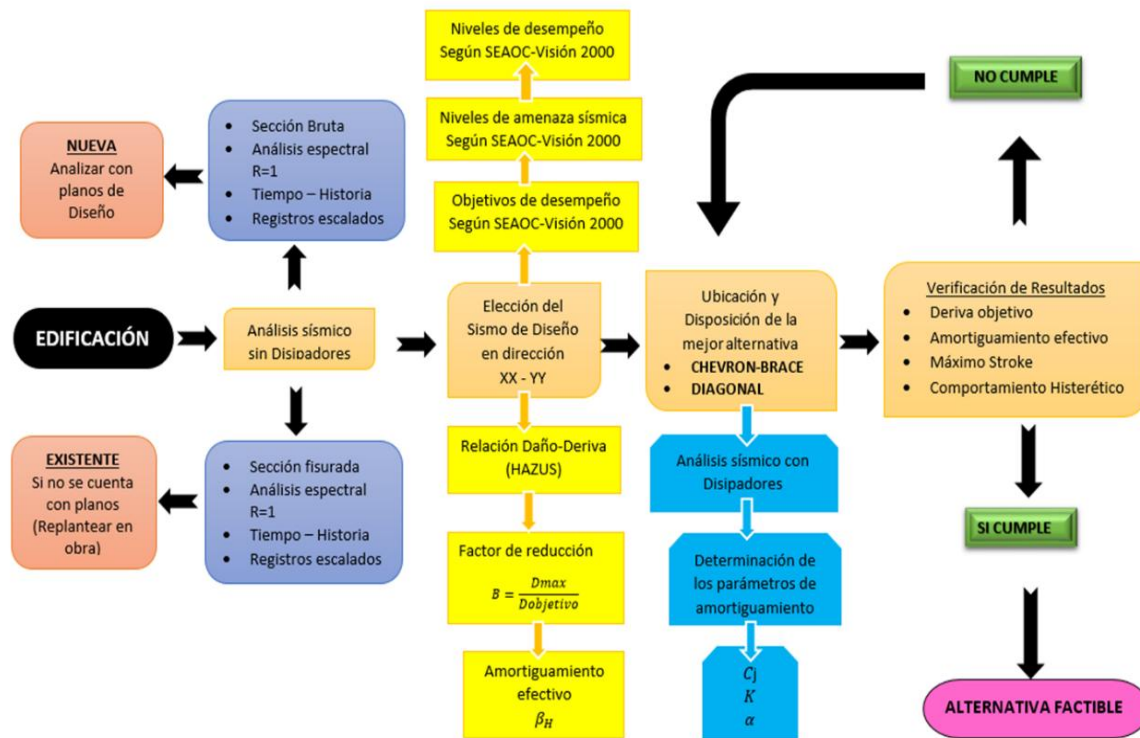 Niveles de desempeño
Según SEAOC-Visión 2000
Niveles de amenaza sísmica
Según SEAOC-Visión 2000
Objetivos de desempeño
Según SEAOC-Visión 2000
NO CUMPLE
NUEVA
Analizar con
planos de
Diseño
• Sección Bruta
• Análisis espectral
R=1
• Tiempo – Historia
• Registros escalados
EDIFICACIÓN
Análisis sísmico
sin Disipadores
Elección del
Sismo de Diseño
en dirección
XX - YY
Ubicación y
Disposición de la
mejor alternativa
• CHEVRON-BRACE
• DIAGONAL
Verificación de Resultados
• Deriva objetivo
• Amortiguamiento efectivo
• Máximo Stroke
• Comportamiento Histerético
EXISTENTE
Si no se cuenta
con planos
(Replantear en
obra)
• Sección fisurada
• Análisis espectral
R=1
• Tiempo – Historia
• Registros escalados
Relación Daño-Deriva
(HAZUS)
Factor de reducción
B = Dmax / Dobjetivo
Amortiguamiento
efectivo
β_H
Análisis sísmico con
Disipadores
Determinación de
los parámetros de
amortiguamiento
Cj
K
α
SI CUMPLE
ALTERNATIVA FACTIBLE